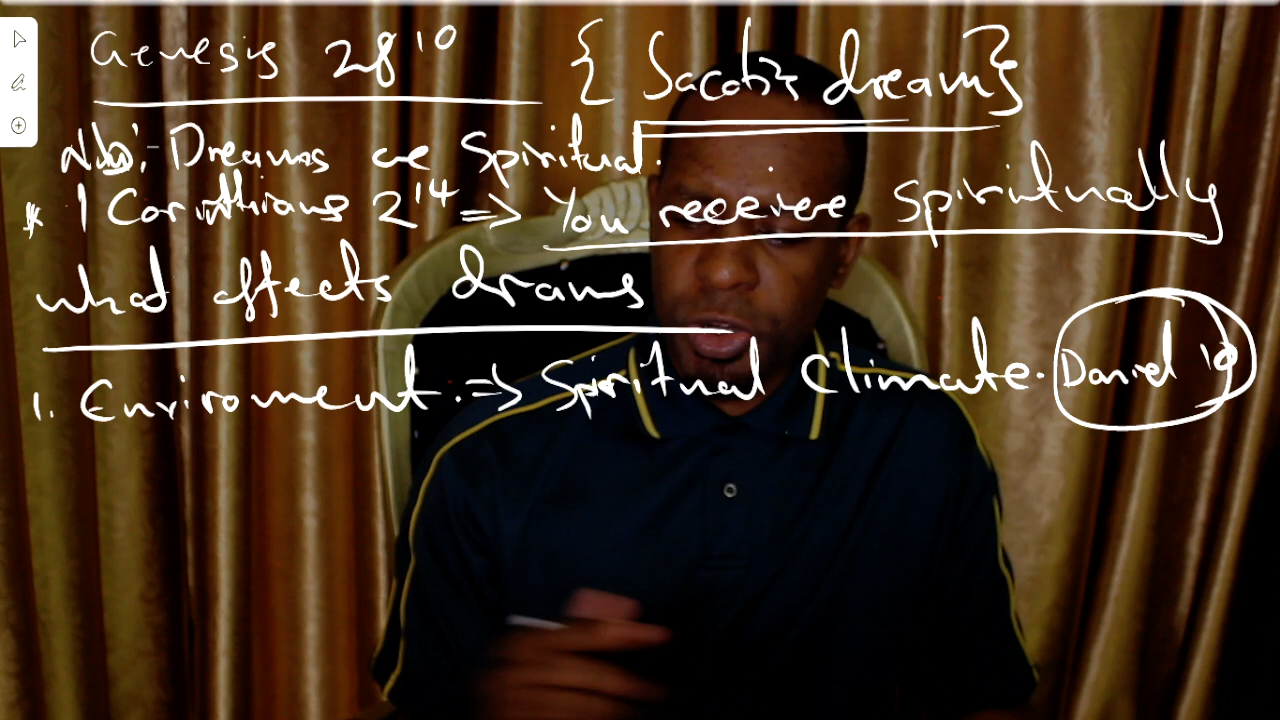 Genesis 28¹⁰ {Jacob's dream}
Nb:- Dreams are Spiritual.
* 1 Corinthians 2¹⁴ => You receive spiritually
what affects dreams
1. Enviroment. => Spiritual Climate. Daniel 10